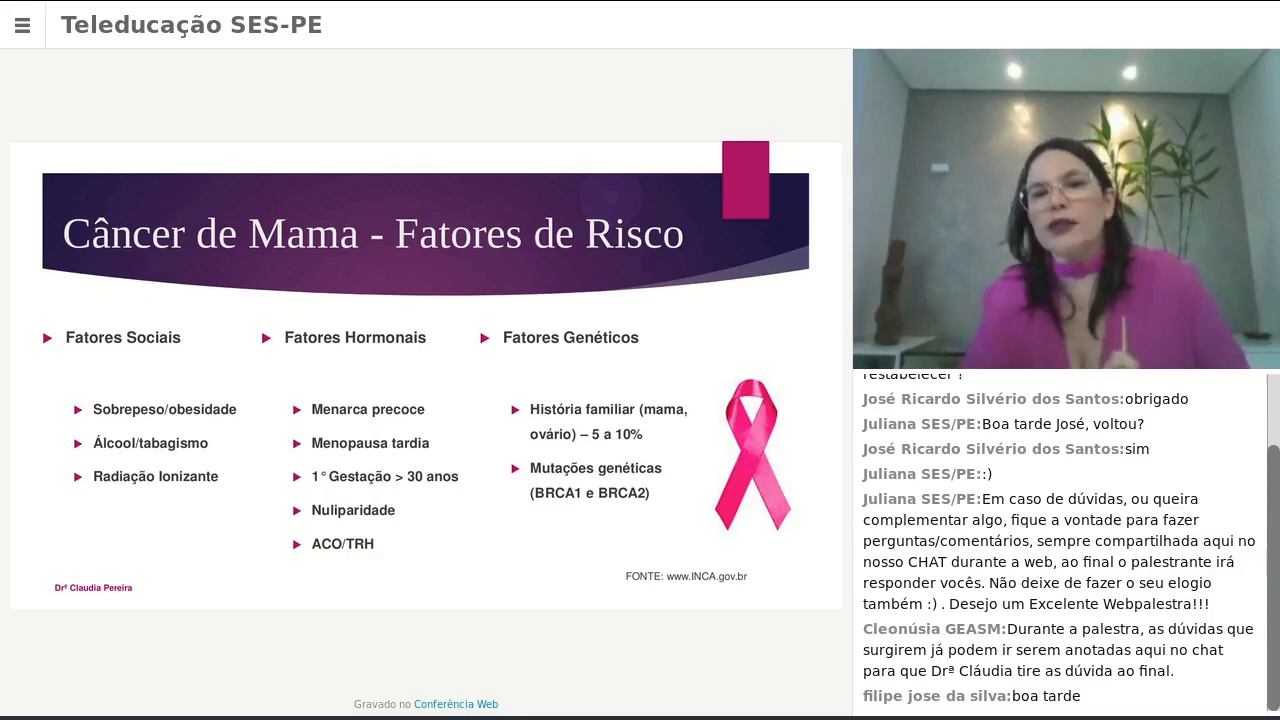 Teleducação SES-PE
Câncer de Mama - Fatores de Risco
Fatores Sociais
Sobrepeso/obesidade
Álcool/tabagismo
Radiação Ionizante
Fatores Hormonais
Menarca precoce
Menopausa tardia
1° Gestação > 30 anos
Nuliparidade
ACO/TRH
Fatores Genéticos
História familiar (mama,
ovário) – 5 a 10%
Mutações genéticas
(BRCA1 e BRCA2)
FONTE: www.INCA.gov.br
Drª Claudia Pereira
Gravado no Conferência Web
restabelecer ?
José Ricardo Silvério dos Santos:obrigado
Juliana SES/PE:Boa tarde José, voltou?
José Ricardo Silvério dos Santos:sim
Juliana SES/PE::)
Juliana SES/PE:Em caso de dúvidas, ou queira
complementar algo, fique a vontade para fazer
perguntas/comentários, sempre compartilhada aqui no
nosso CHAT durante a web, ao final o palestrante irá
responder vocês. Não deixe de fazer o seu elogio
também :) . Desejo um Excelente Webpalestra!!!
Cleonúsia GEASM:Durante a palestra, as dúvidas que
surgirem já podem ir serem anotadas aqui no chat
para que Drª Cláudia tire as dúvida ao final.
filipe jose da silva:boa tarde